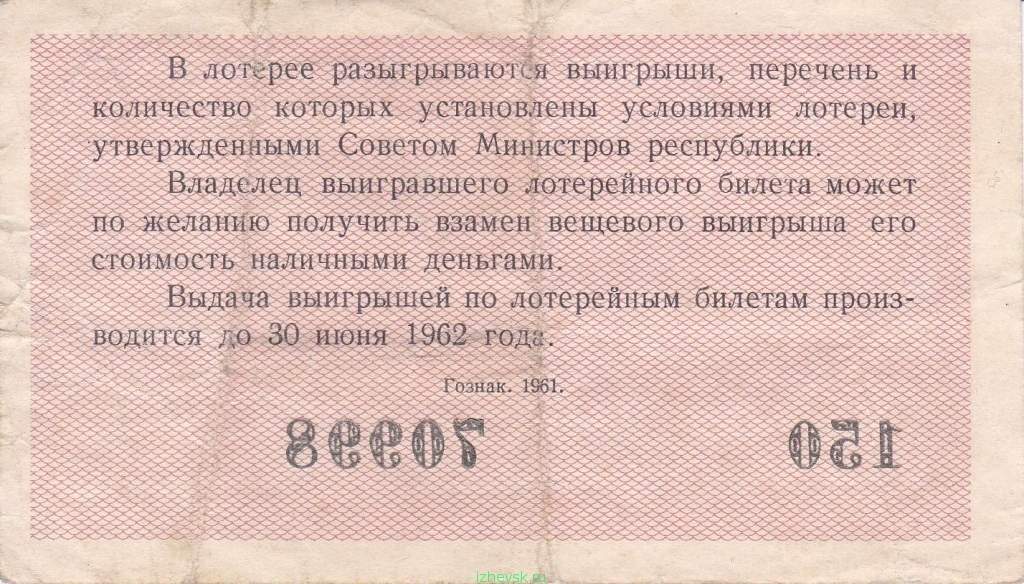 В лотерее разыгрываются выигрыши, перечень и
количество которых установлены условиями лотереи,
утвержденными Советом Министров республики.
Владелец выигравшего лотерейного билета может
по желанию получить взамен вещевого выигрыша его
стоимость наличными деньгами.
Выдача выигрышей по лотерейным билетам произ-
водится до 30 июня 1962 года.
Гознак. 1961.
70998 150
izhevsk.ru